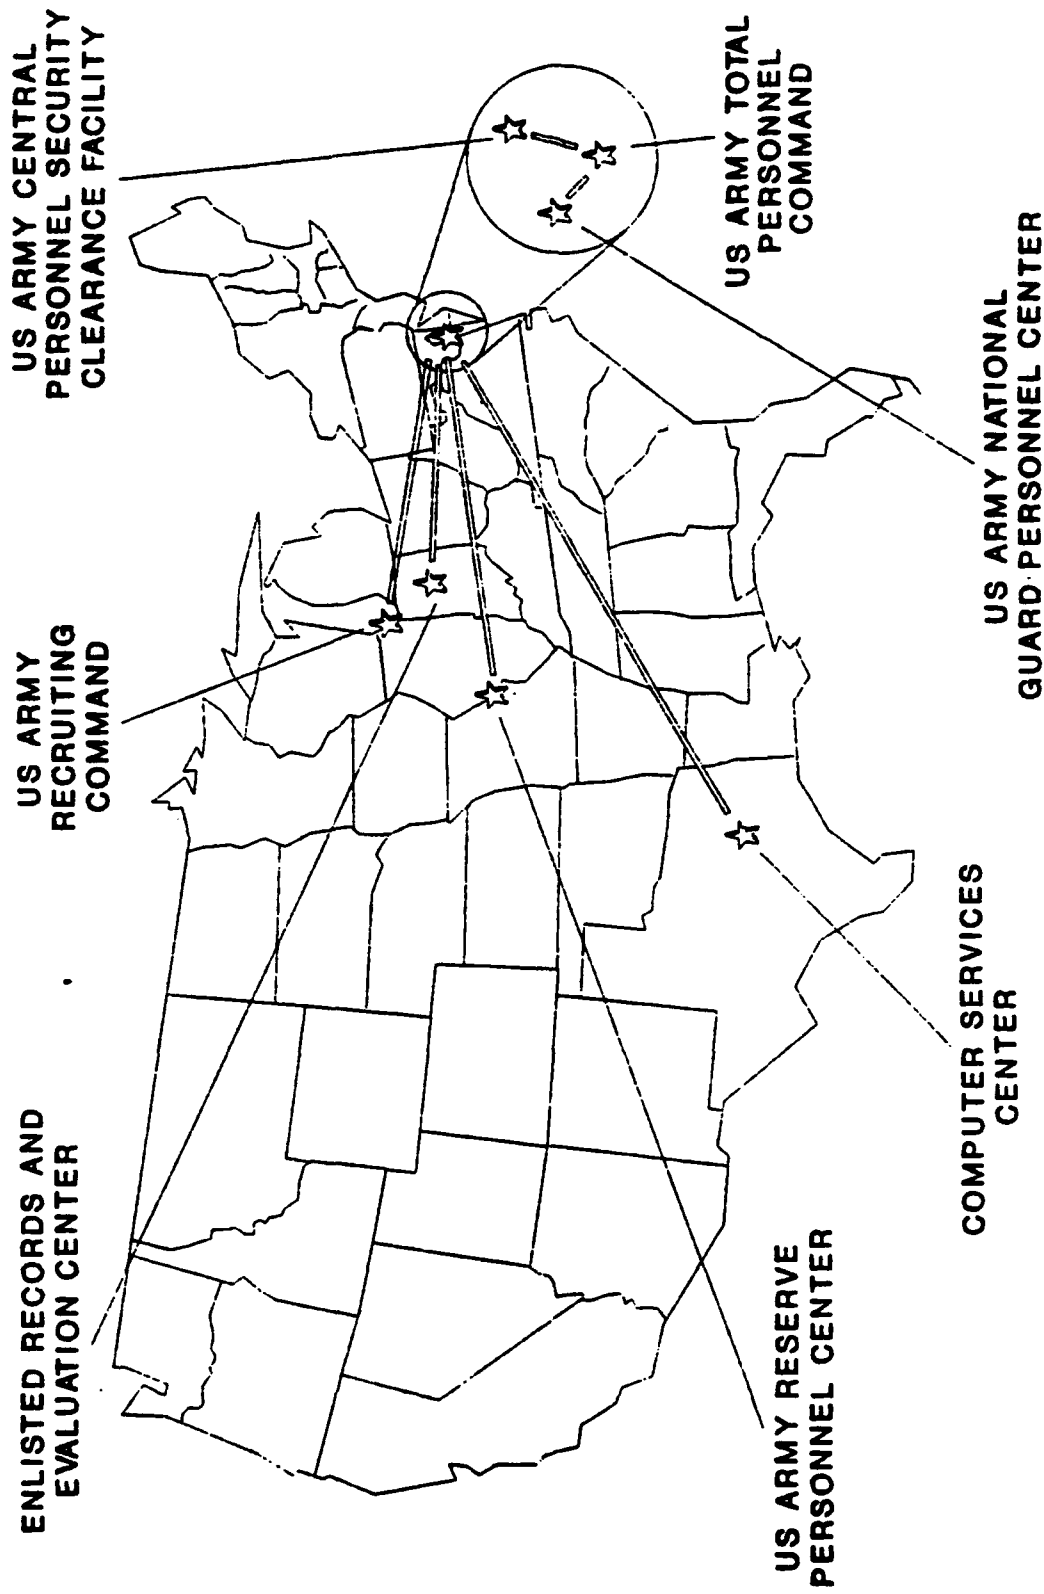 ENLISTED RECORDS AND
EVALUATION CENTER
US ARMY
RECRUITING
COMMAND
US ARMY CENTRAL
PERSONNEL SECURITY
CLEARANCE FACILITY
US ARMY TOTAL
PERSONNEL
COMMAND
US ARMY RESERVE
PERSONNEL CENTER
COMPUTER SERVICES
CENTER
US ARMY NATIONAL
GUARD·PERSONNEL CENTER